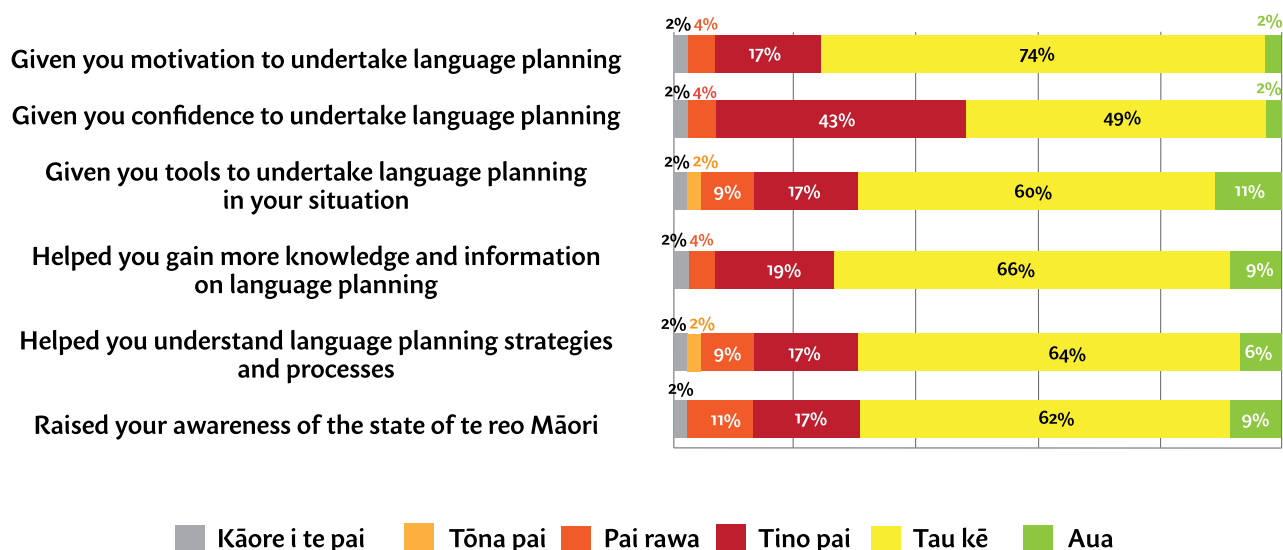 2% 4% 2%
Given you motivation to undertake language planning 17% 74%
2% 4% 2%
Given you confidence to undertake language planning 43% 49%
2% 2%
Given you tools to undertake language planning
in your situation
9% 17% 60% 11%
2% 4%
Helped you gain more knowledge and information
on language planning
19% 66% 9%
2% 2%
Helped you understand language planning strategies
and processes
9% 17% 64% 6%
2%
Raised your awareness of the state of te reo Māori 11% 17% 62% 9%
Kāore i te pai Tōna pai Pai rawa Tino pai Tau kē Aua